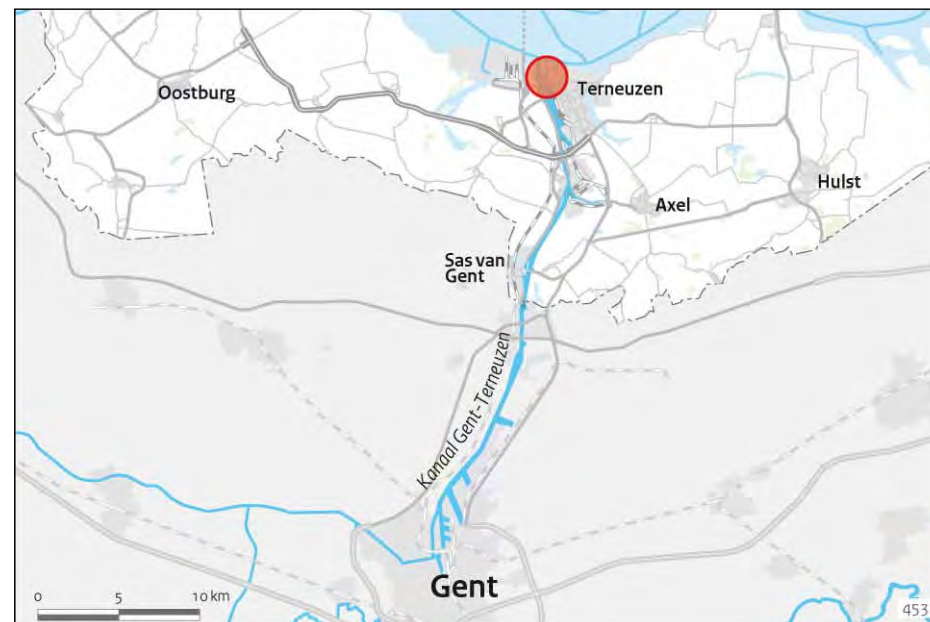 Oostburg
Terneuzen
Hulst
Axel
Sas van
Gent
Kanaal Gent-Terneuzen
Gent
0 5 10 km
453